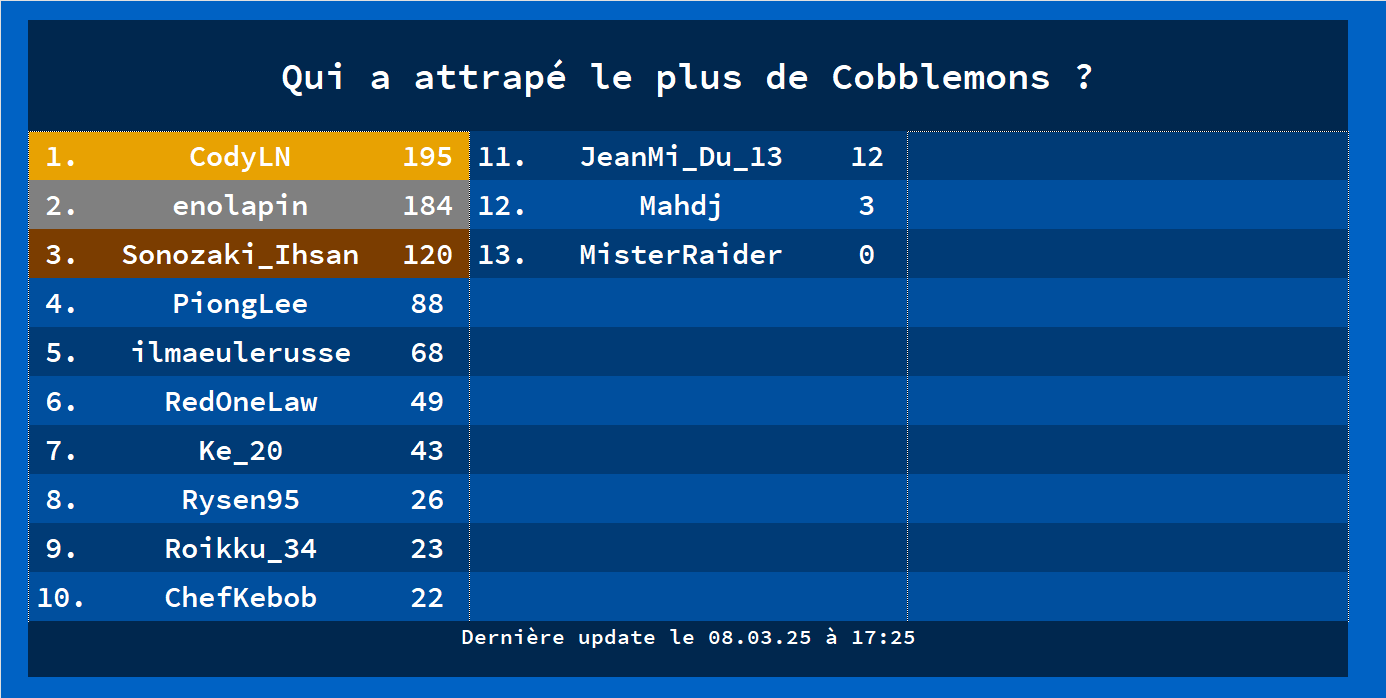 Qui a attrapé le plus de Cobblemons ?
1. CodyLN 195
2. enolapin 184
3. Sonozaki_Ihsan 120
4. PiongLee 88
5. ilmaeulerusse 68
6. RedOneLaw 49
7. Ke_20 43
8. Rysen95 26
9. Roikku_34 23
10. ChefKebob 22
11. JeanMi_Du_13 12
12. Mahdj 3
13. MisterRaider 0
Dernière update le 08.03.25 à 17:25